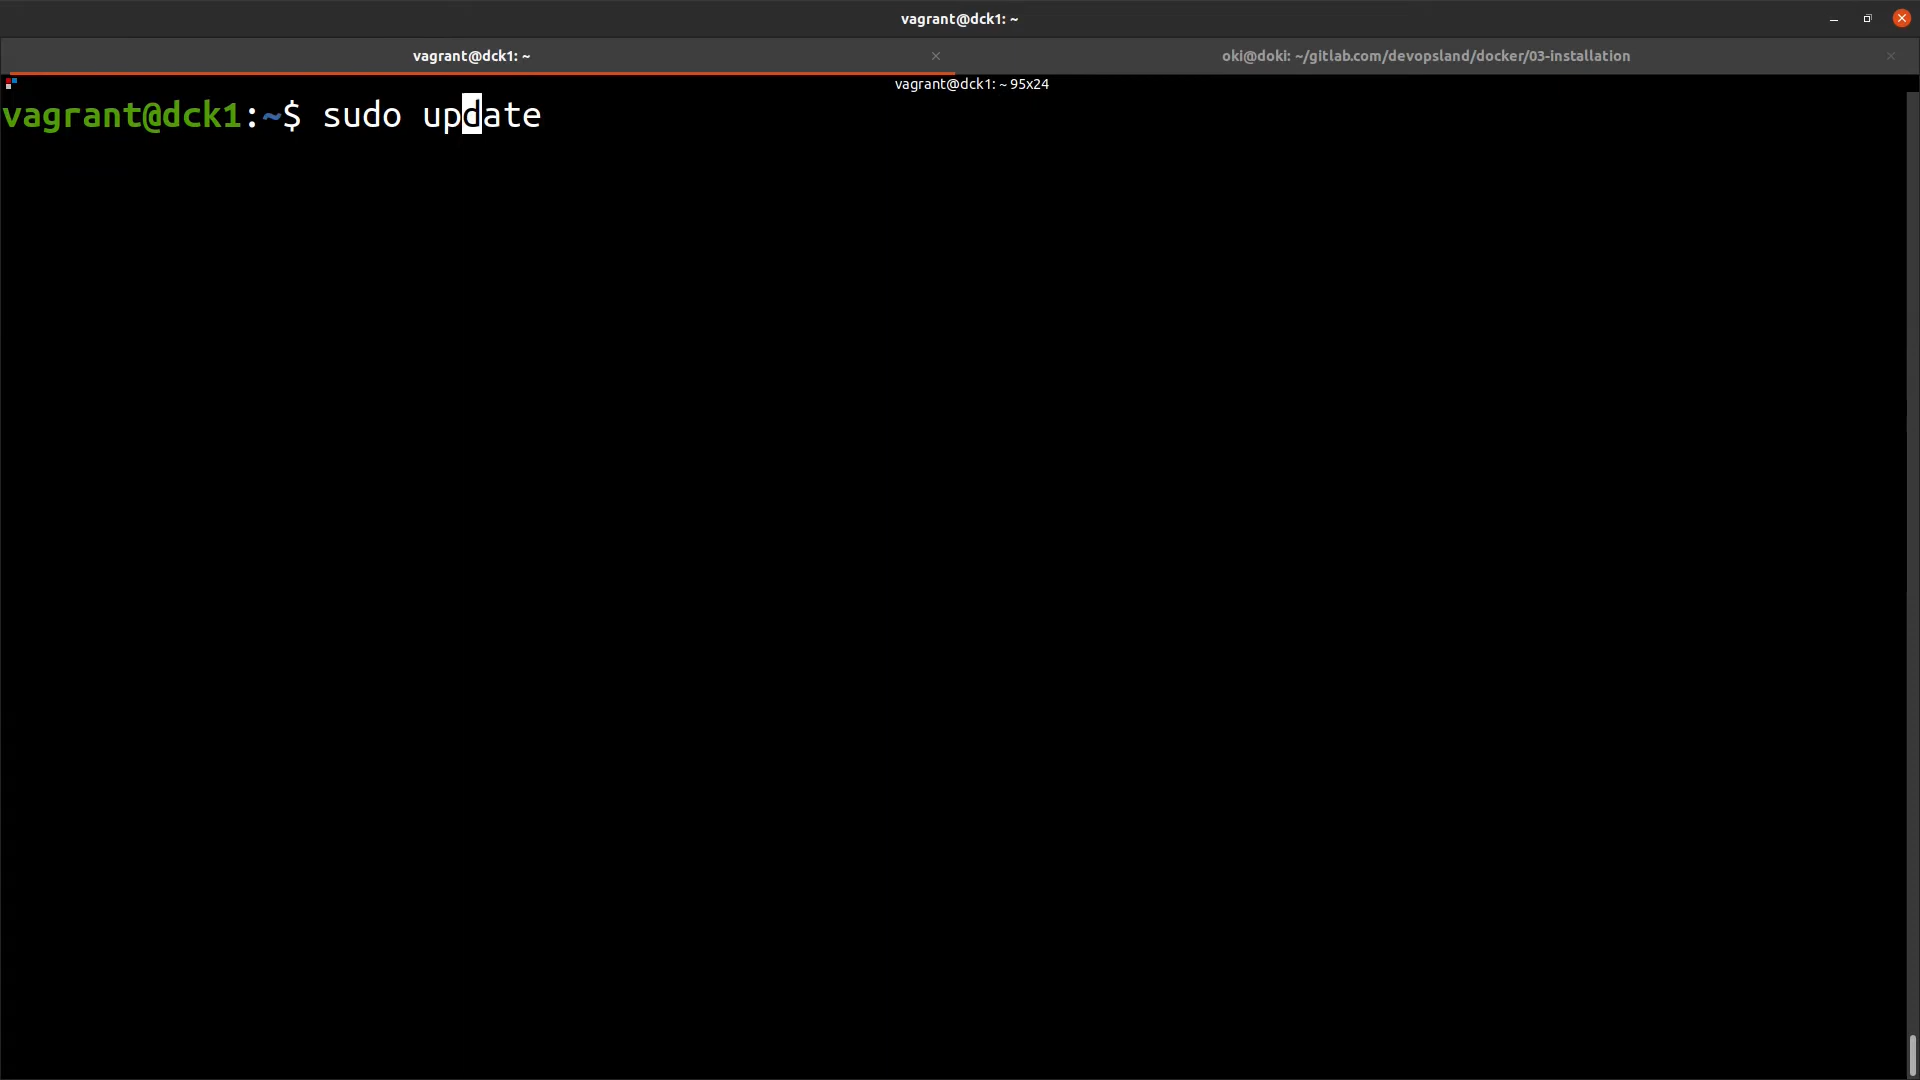 vagrant@dck1: ~
vagrant@dck1: ~
oki@doki: ~/gitlab.com/devopsland/docker/03-installation
vagrant@dck1: ~ 95x24
vagrant@dck1:~$ sudo update